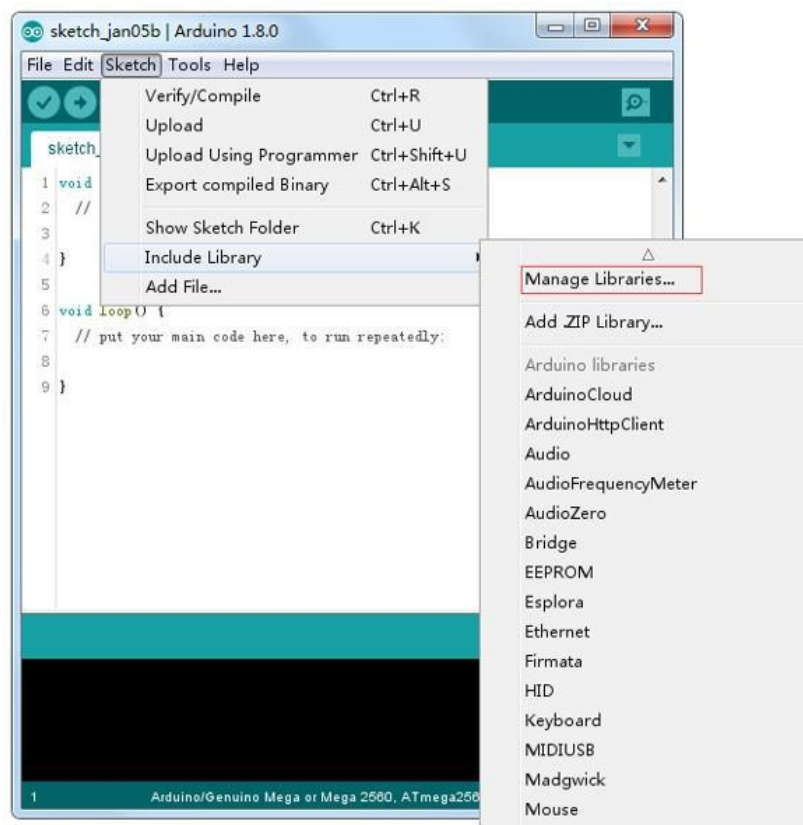 sketch_jan05b | Arduino 1.8.0
File Edit Sketch Tools Help
Verify/Compile Ctrl+R
Upload Ctrl+U
Upload Using Programmer Ctrl+Shift+U
Export compiled Binary Ctrl+Alt+S
Show Sketch Folder Ctrl+K
Include Library
Add File...
sketch_
1 void
2 //
3
4 }
5
6 void loop() {
7 // put your main code here, to run repeatedly:
8
9 }
Manage Libraries...
Add .ZIP Library...
Arduino libraries
ArduinoCloud
ArduinoHttpClient
Audio
AudioFrequencyMeter
AudioZero
Bridge
EEPROM
Esplora
Ethernet
Firmata
HID
Keyboard
MIDIUSB
Madgwick
Mouse
1 Arduino/Genuino Mega or Mega 2560, ATmega256